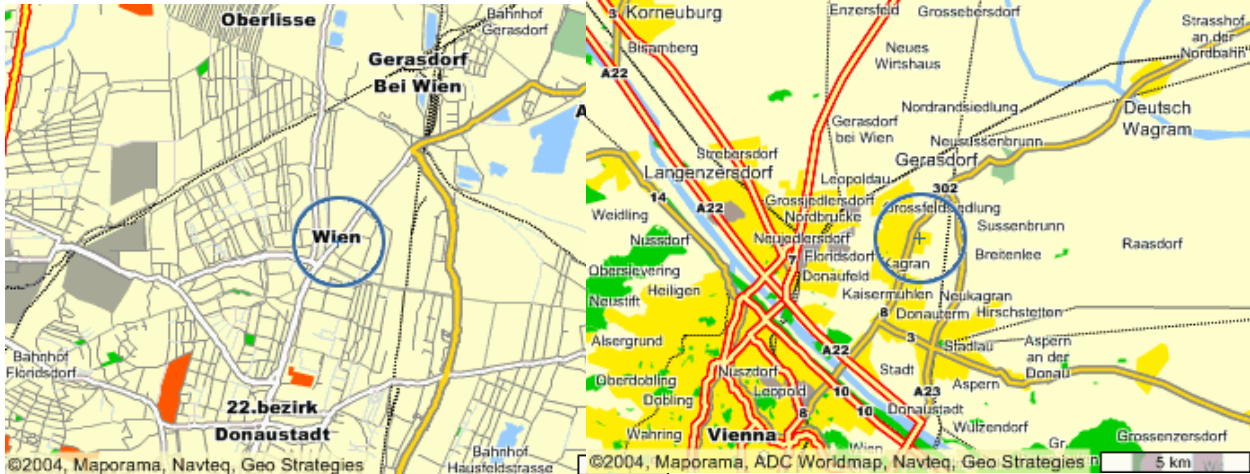 Oberlisse
Bahnhof
Gerasdorf
Gerasdorf
Bei Wien
A
Wien
Bahnhof
Floridsdorf
22.bezirk
Donaustadt
Bahnhof
Hausfeldstrasse
©2004, Maporama, Navteq, Geo Strategies
3
Korneuburg
Enzersfeld
Grossebersdorf
Strasshof
an der
Nordbahn
Bisamberg
Neues
Wirtshaus
A22
Nordrandsiedlung
Deutsch
Wagram
Gerasdorf
bei Wien
Neusussenbrunn
Strebersdorf
Gerasdorf
Langenzersdorf
Leopoldau
302
14
A22
Grossjedlersdorf
Grossfeldsiedlung
Weidling
Nordbrucke
Sussenbrunn
Nussdorf
Neujedlersdorf
Raasdorf
7
Floridsdorf
Kagran
Breitenlee
Obersievering
Donaufeld
Neustift
Heiligen
Kaisermuhlen
Neukagran
8
Donauterm
Hirschstetten
Alsergrund
A22
3
Stadlau
Aspern
an der
Donau
Nuszdorf
Stadt
Oberdobling
Leopold
10
A23
Aspern
Dobling
10
Donaustadt
8
Wulzendorf
Wahring
Vienna
Wien
Gr.
Grossenzersdorf
©2004, Maporama, ADC Worldmap, Navteq, Geo Strategies
5 km